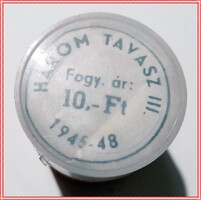 HÁROM TAVASZ III.
Fogy. ár:
10,-Ft
1945-48